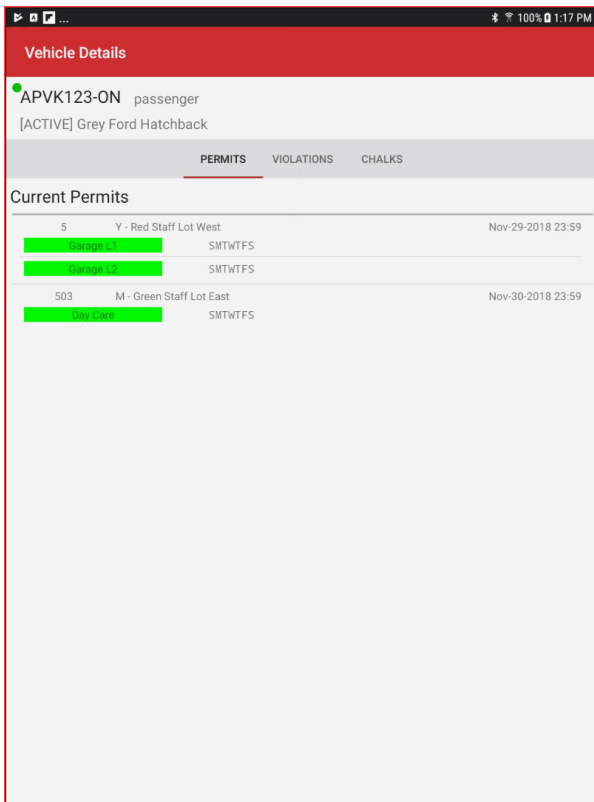 ... 100% 1:17 PM
Vehicle Details
APVK123-ON passenger
[ACTIVE] Grey Ford Hatchback
PERMITS VIOLATIONS CHALKS
Current Permits
5 Y - Red Staff Lot West Nov-29-2018 23:59
Garage L1 SMTWTFS
Garage L2 SMTWTFS
503 M - Green Staff Lot East Nov-30-2018 23:59
Day Care SMTWTFS